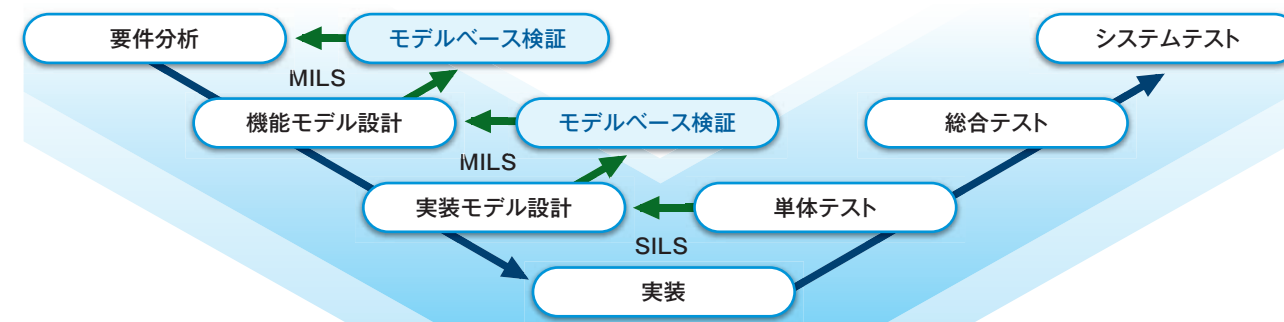 要件分析
モデルベース検証
システムテスト
MILS
機能モデル設計
モデルベース検証
総合テスト
MILS
実装モデル設計
単体テスト
SILS
実装